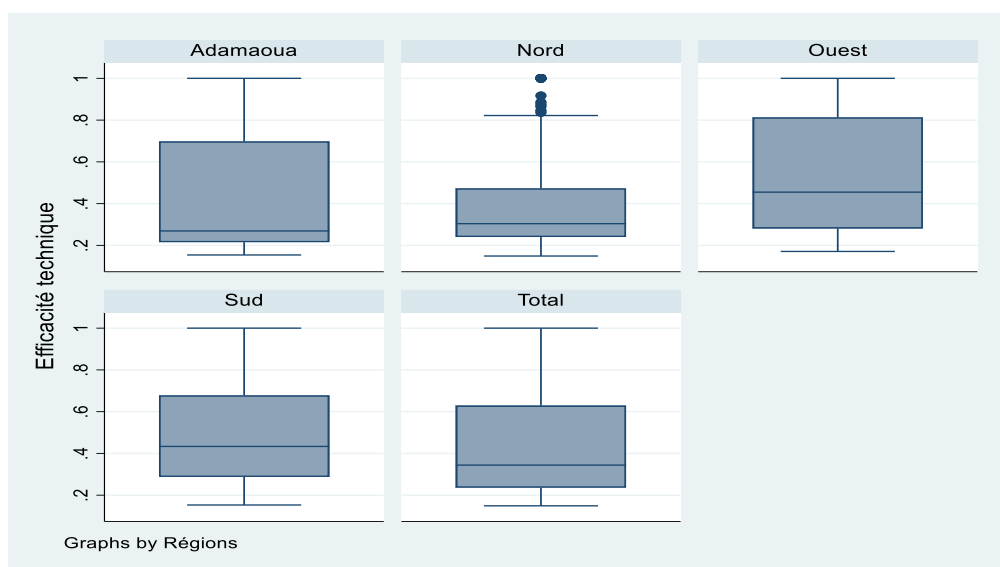 Adamaoua
Nord
Ouest
1
.8
.6
.4
.2
Sud
Total
1
.8
.6
.4
.2
Efficacité technique
Graphs by Régions